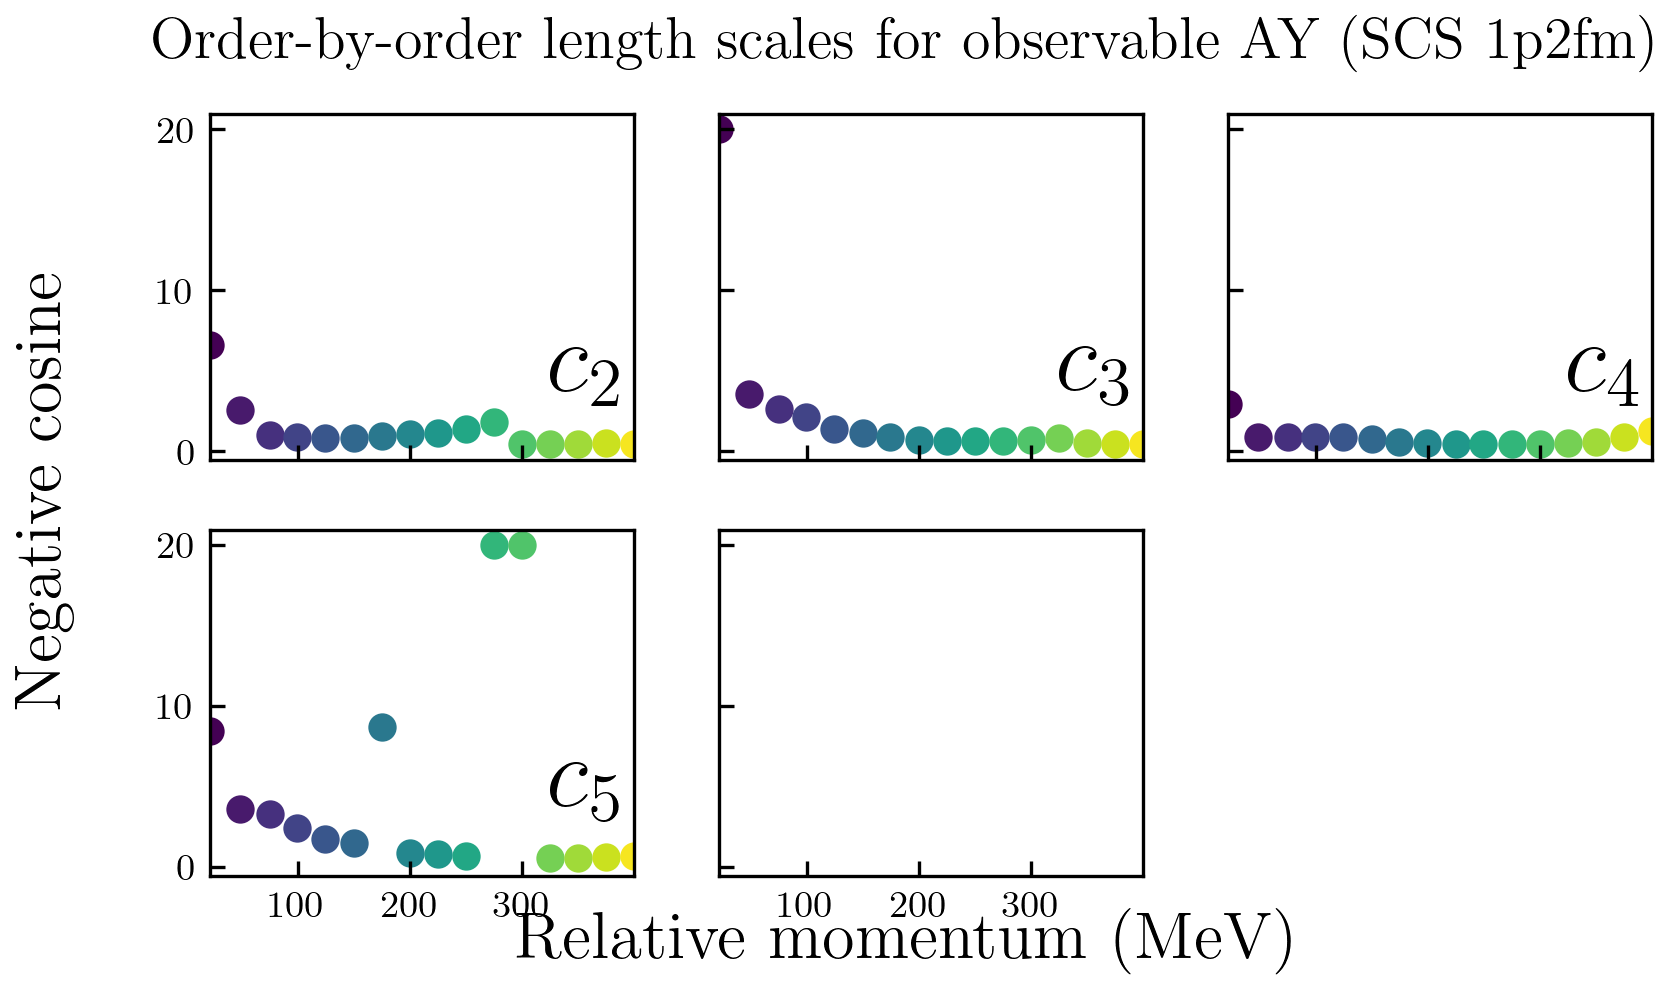 Order-by-order length scales for observable AY (SCS 1p2fm)
Negative cosine
20
10
0
c2
c3
c4
20
10
0
c5
100 200 300
100 200 300
Relative momentum (MeV)